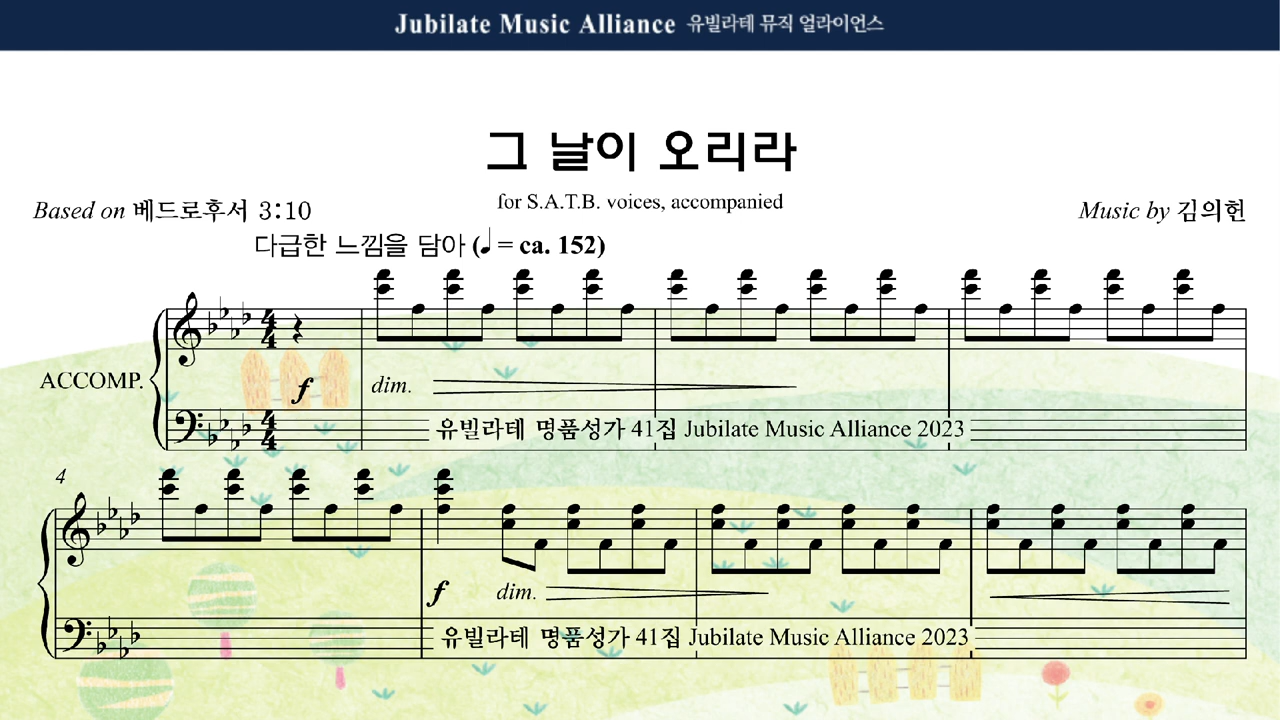 Jubilate Music Alliance 유빌라테 뮤직 얼라이언스
그 날이 오리라
for S.A.T.B. voices, accompanied
Based on 베드로후서 3:10
Music by 김의헌
다급한 느낌을 담아 (♩ = ca. 152)
ACCOMP.
f dim.
유빌라테 명품성가 41집 Jubilate Music Alliance 2023
4
f dim.
유빌라테 명품성가 41집 Jubilate Music Alliance 2023